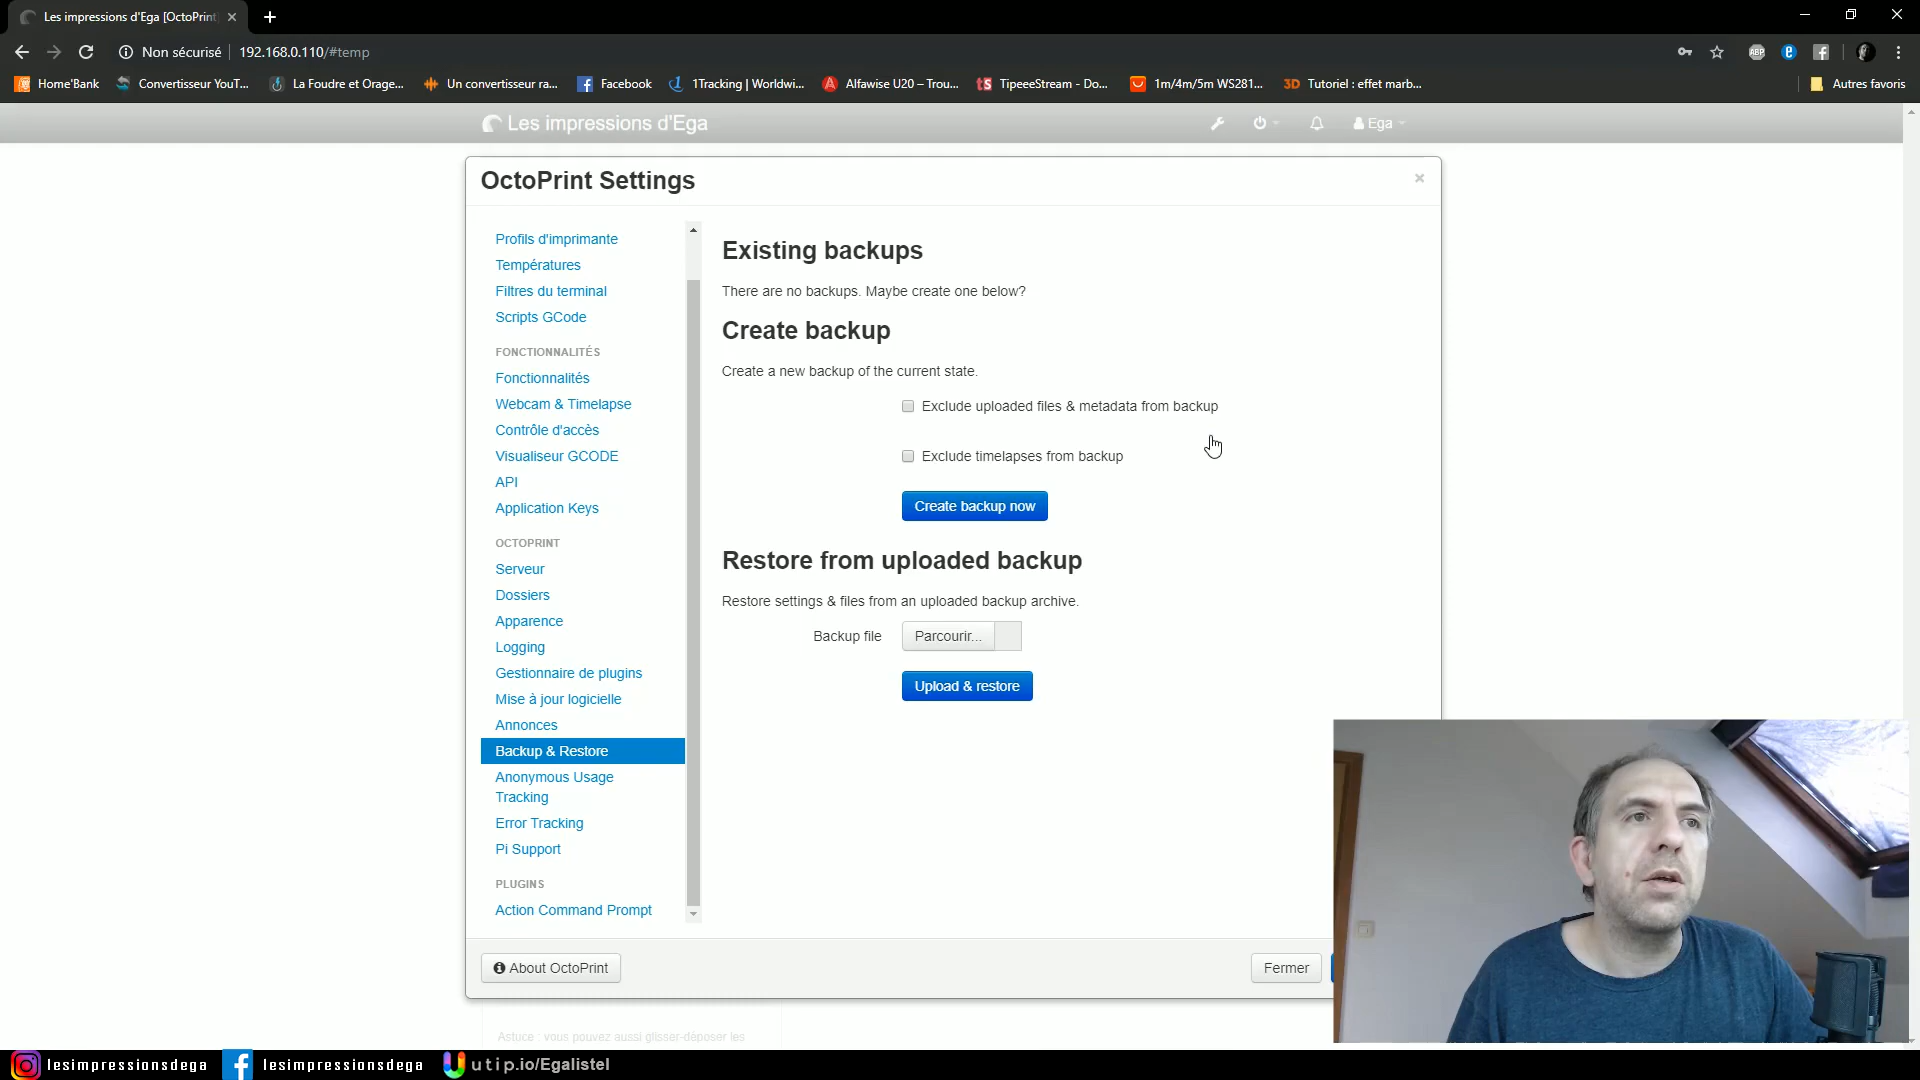 Les impressions d'Ega [OctoPrint
Non sécurisé 192.168.0.110/#temp
Home'Bank Convertisseur YouT... La Foudre et Orage... Un convertisseur ra... Facebook 1Tracking | Worldwi... Alfawise U20 – Trou... TipeeeStream - Do... 1m/4m/5m WS281... Tutoriel : effet marb... Autres favoris
Les impressions d'Ega Ega
OctoPrint Settings
Profils d'imprimante
Températures
Filtres du terminal
Scripts GCode
FONCTIONNALITÉS
Fonctionnalités
Webcam & Timelapse
Contrôle d'accès
Visualiseur GCODE
API
Application Keys
OCTOPRINT
Serveur
Dossiers
Apparence
Logging
Gestionnaire de plugins
Mise à jour logicielle
Annonces
Backup & Restore
Anonymous Usage
Tracking
Error Tracking
Pi Support
PLUGINS
Action Command Prompt
Existing backups
There are no backups. Maybe create one below?
Create backup
Create a new backup of the current state.
Exclude uploaded files & metadata from backup
Exclude timelapses from backup
Create backup now
Restore from uploaded backup
Restore settings & files from an uploaded backup archive.
Backup file Parcourir...
Upload & restore
About OctoPrint Fermer
Astuce : vous pouvez aussi glisser-déposer les
lesimpressionsdega lesimpressionsdega utip.io/Egalistel